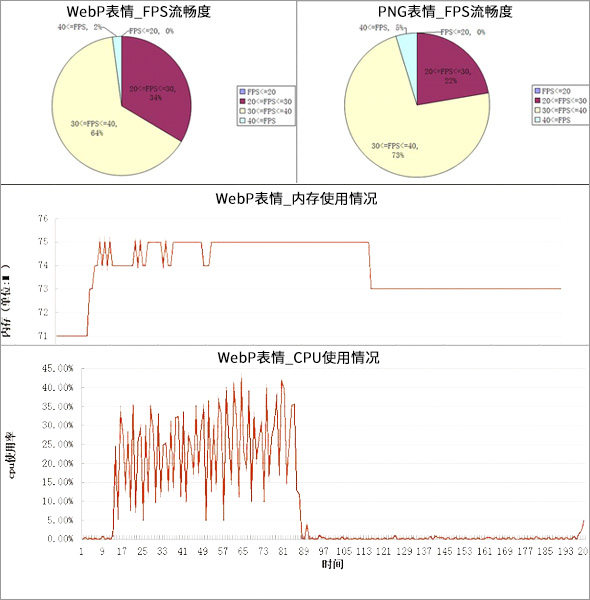 WebP表情_FPS流畅度
40<=FPS, 2%
FPS<=20, 0%
20<=FPS<=30,
34%
30<=FPS<=40,
64%
FPS<=20
20<=FPS<=30
30<=FPS<=40
40<=FPS
PNG表情_FPS流畅度
40<=FPS, 5%
FPS<=20, 0%
20<=FPS<=30,
22%
30<=FPS<=40,
73%
FPS<=20
20<=FPS<=30
30<=FPS<=40
40<=FPS
WebP表情_内存使用情况
内存(单位:M)
76
75
74
73
72
71
WebP表情_CPU使用情况
cpu使用率
45.00%
40.00%
35.00%
30.00%
25.00%
20.00%
15.00%
10.00%
5.00%
0.00%
1 9 17 25 33 41 49 57 65 73 81 89 97 105 113 121 129 137 145 153 161 169 177 185 193 20
时间